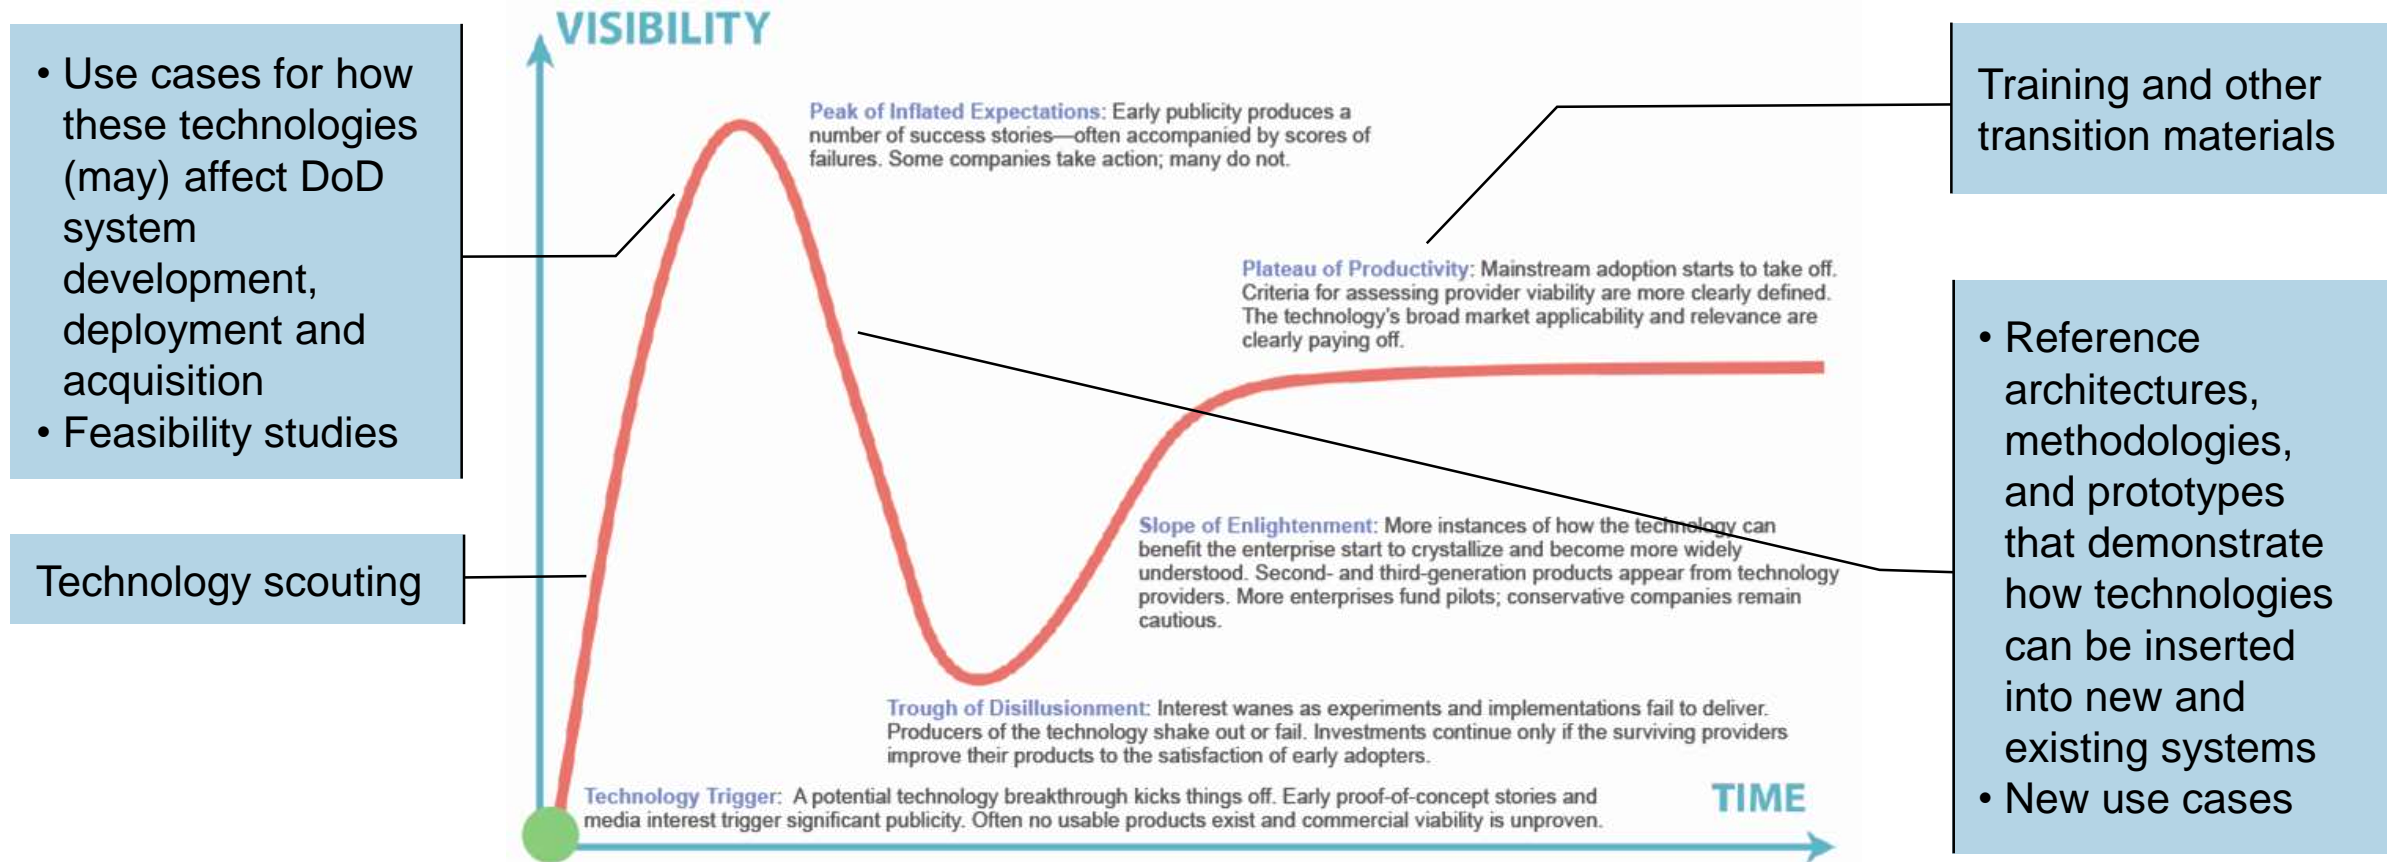 VISIBILITY
• Use cases for how
these technologies
(may) affect DoD
system
development,
deployment and
acquisition
• Feasibility studies
Technology scouting
Peak of Inflated Expectations: Early publicity produces a
number of success stories—often accompanied by scores of
failures. Some companies take action; many do not.
Training and other
transition materials
Plateau of Productivity: Mainstream adoption starts to take off.
Criteria for assessing provider viability are more clearly defined.
The technology's broad market applicability and relevance are
clearly paying off.
• Reference
architectures,
methodologies,
and prototypes
that demonstrate
how technologies
can be inserted
into new and
existing systems
• New use cases
Slope of Enlightenment: More instances of how the technology can
benefit the enterprise start to crystallize and become more widely
understood. Second- and third-generation products appear from technology
providers. More enterprises fund pilots; conservative companies remain
cautious.
Trough of Disillusionment: Interest wanes as experiments and implementations fail to deliver.
Producers of the technology shake out or fail. Investments continue only if the surviving providers
improve their products to the satisfaction of early adopters.
Technology Trigger: A potential technology breakthrough kicks things off. Early proof-of-concept stories and
media interest trigger significant publicity. Often no usable products exist and commercial viability is unproven.
TIME